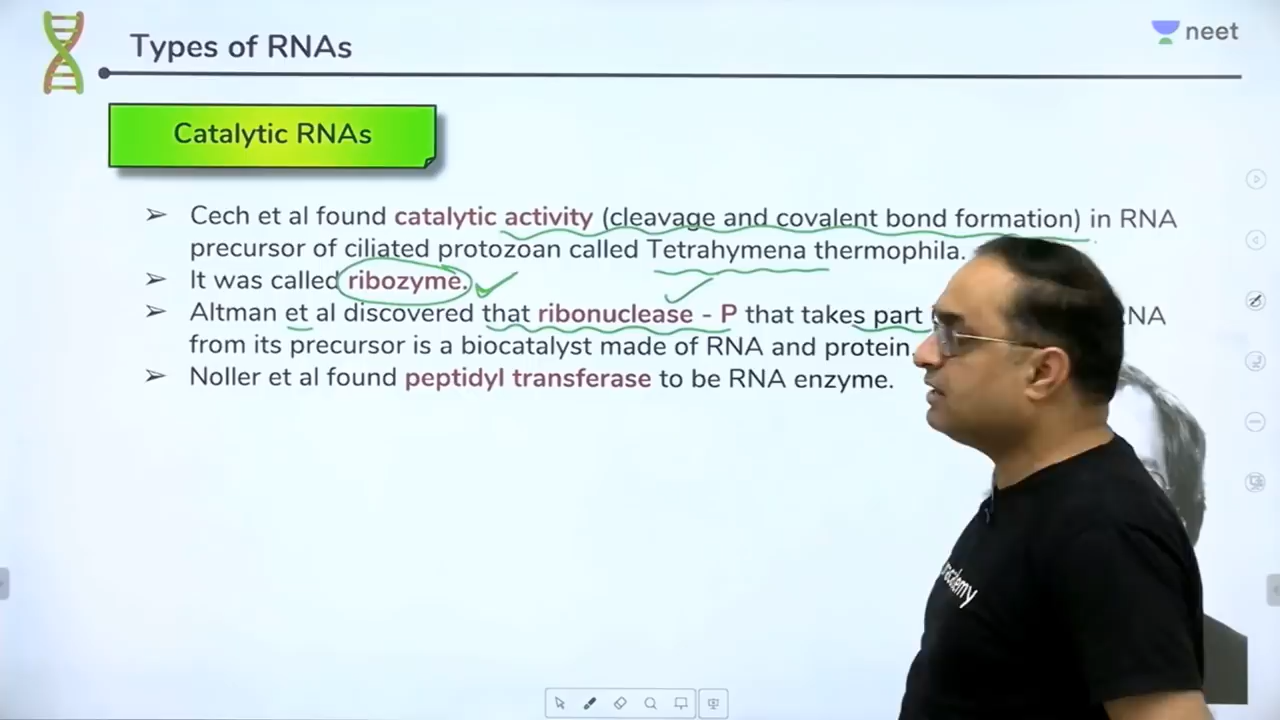 Types of RNAs
neet
Catalytic RNAs
➢ Cech et al found catalytic activity (cleavage and covalent bond formation) in RNA
precursor of ciliated protozoan called Tetrahymena thermophila.
➢ It was called ribozyme.
➢ Altman et al discovered that ribonuclease - P that takes part
from its precursor is a biocatalyst made of RNA and protein.
➢ Noller et al found peptidyl transferase to be RNA enzyme.